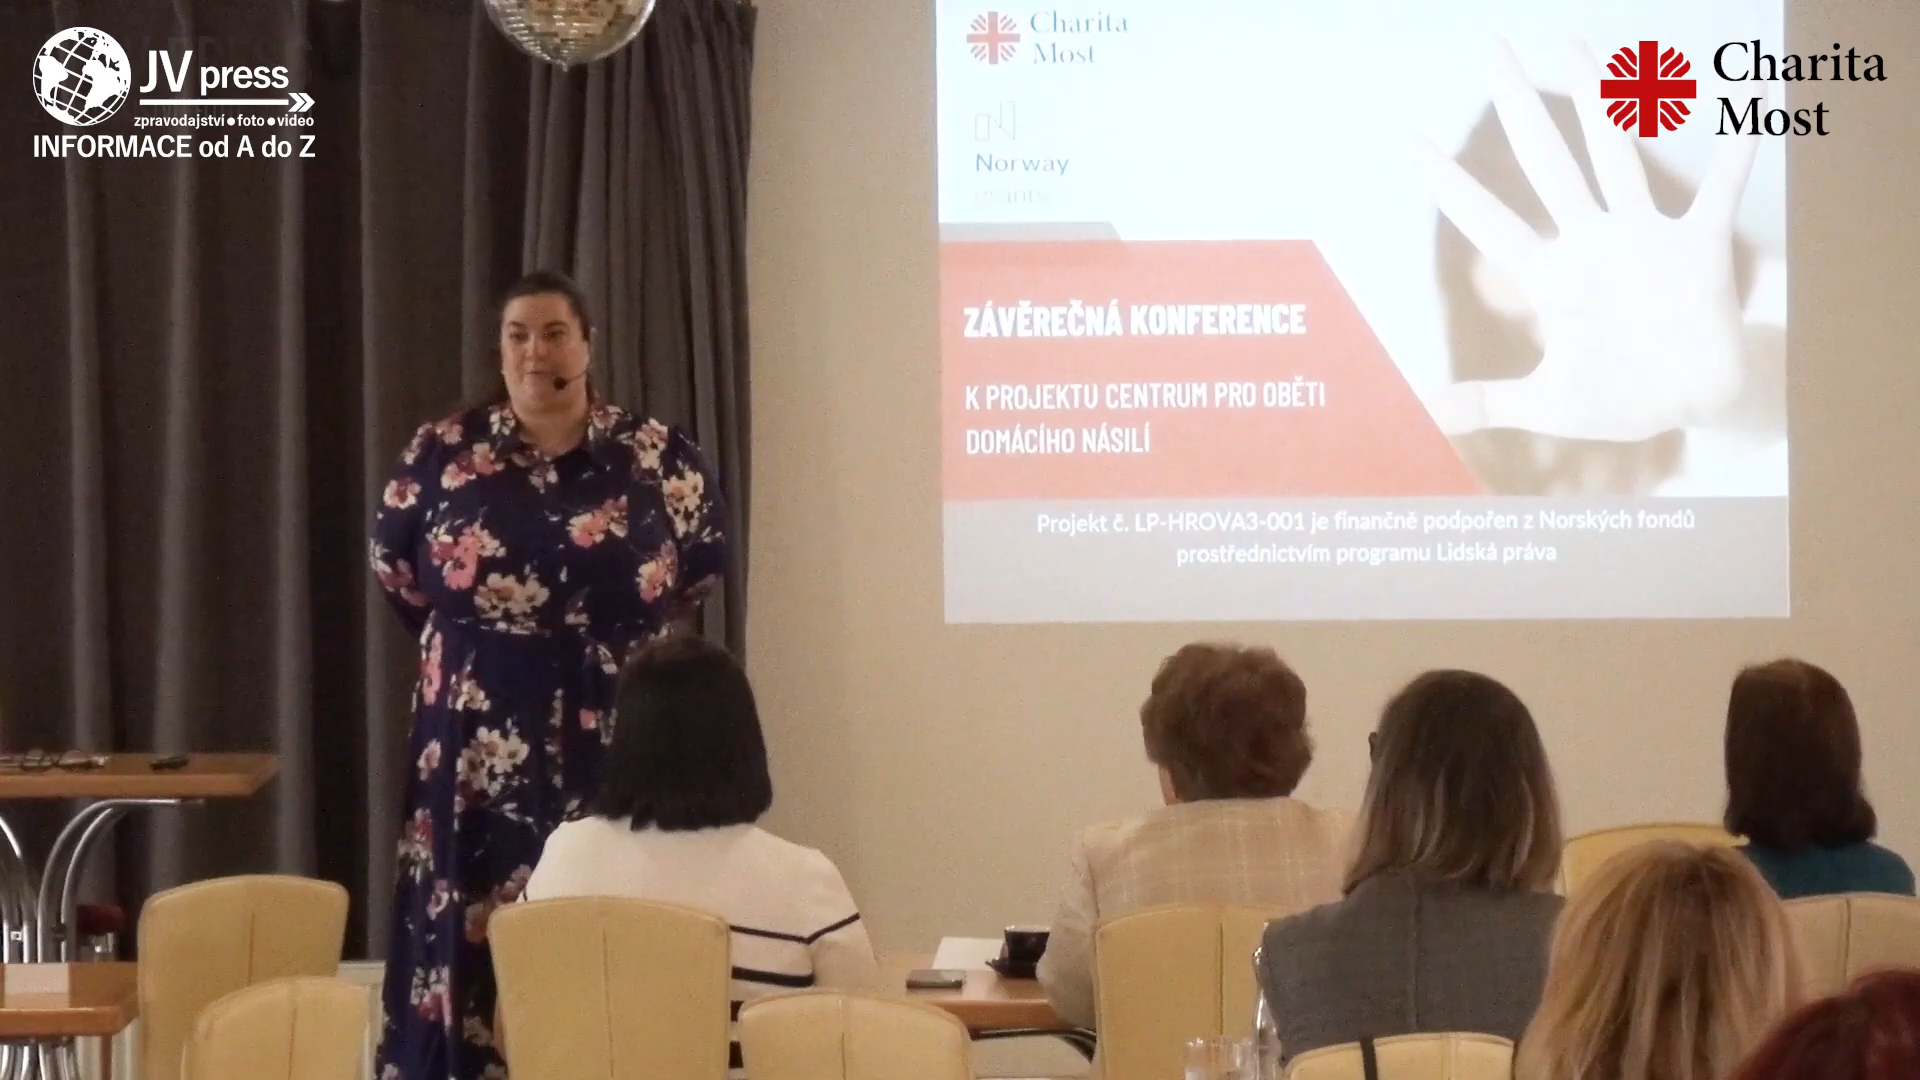 JV press
zpravodajství•foto•video
INFORMACE od A do Z
Charita
Most
Charita
Most
Norway
grants
ZÁVĚREČNÁ KONFERENCE
K PROJEKTU CENTRUM PRO OBĚTI
DOMÁCÍHO NÁSILÍ
Projekt č. LP-HROVA3-001 je finančně podpořen z Norských fondů
prostřednictvím programu Lidská práva